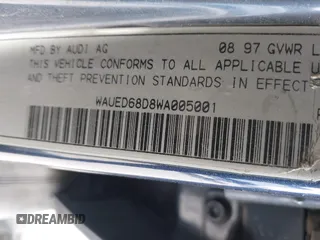 MFD BY AUDI AG 08 97 GVWR L
THIS VEHICLE CONFORMS TO ALL APPLICABLE
AND THEFT PREVENTION STANDARDS IN EFFECT
WAUED68D8WA005001
DREAMBID